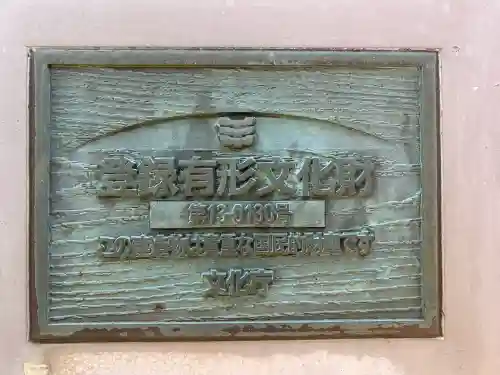 登録有形文化財
第13-0130号
この建造物は貴重な国民的財産です
文化庁